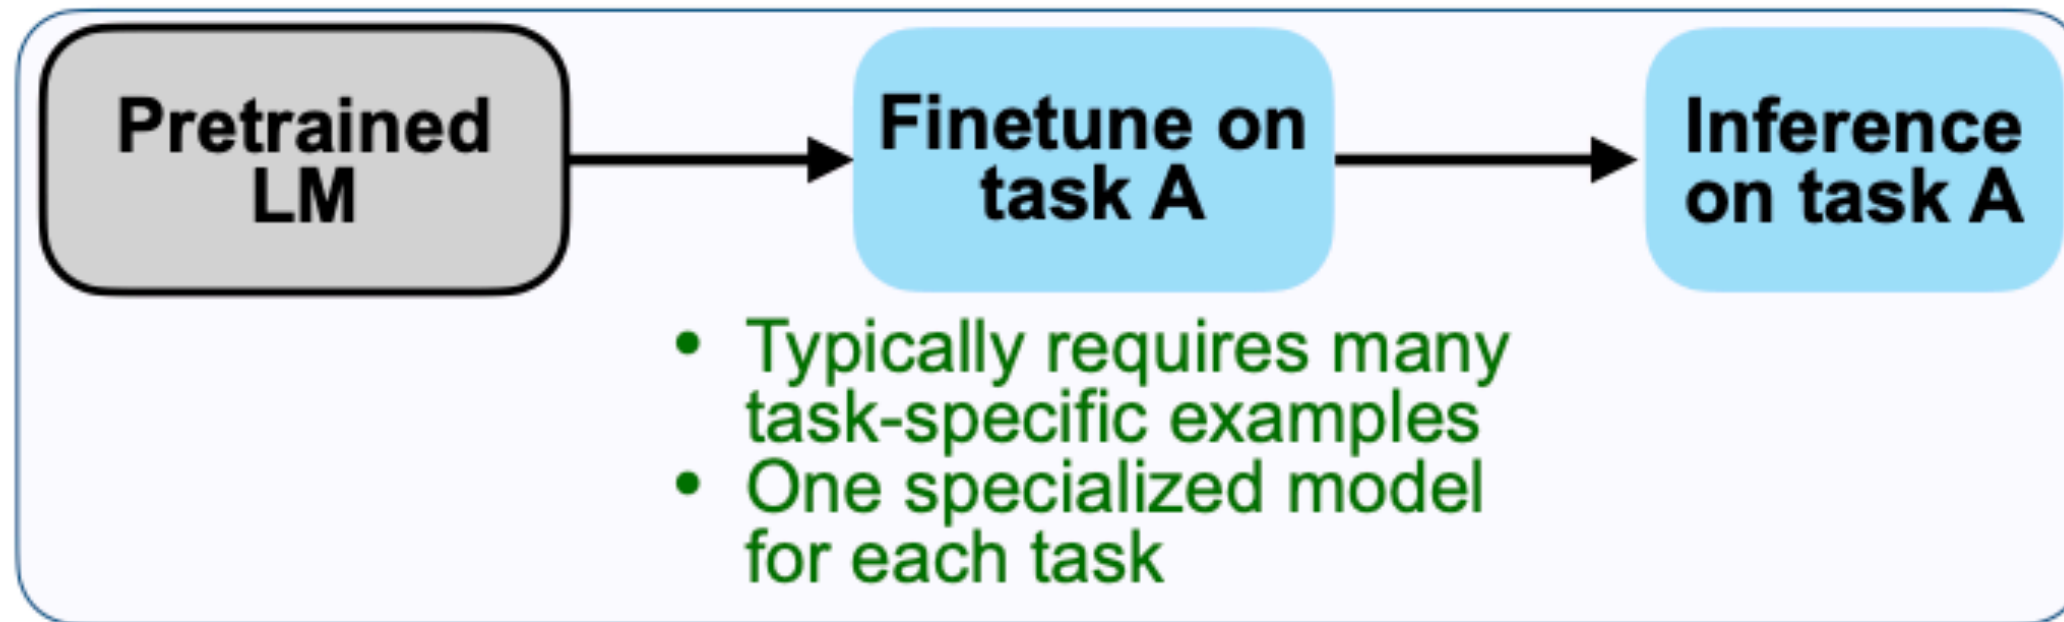 Pretrained
LM
Finetune on
task A
Inference
on task A
• Typically requires many
task-specific examples
• One specialized model
for each task